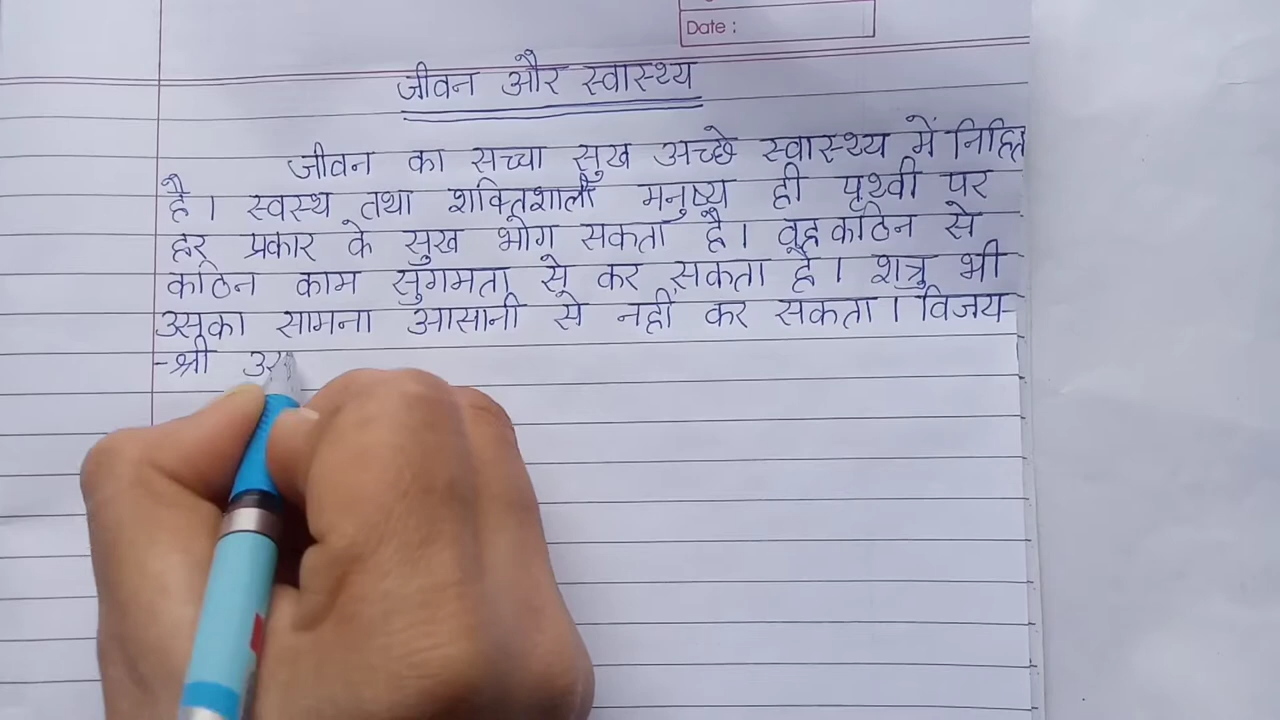 Date :
जीवन और स्वास्थ्य
जीवन का सच्चा सुख अच्छे स्वास्थ्य में निहित
है। स्वस्थ तथा शक्तिशाली मनुष्य ही पृथ्वी पर
हर प्रकार के सुख भोग सकता है। वह कठिन से
कठिन काम सुगमता से कर सकता है। शत्रु भी
उसका सामना आसानी से नहीं कर सकता। विजय-
-श्री